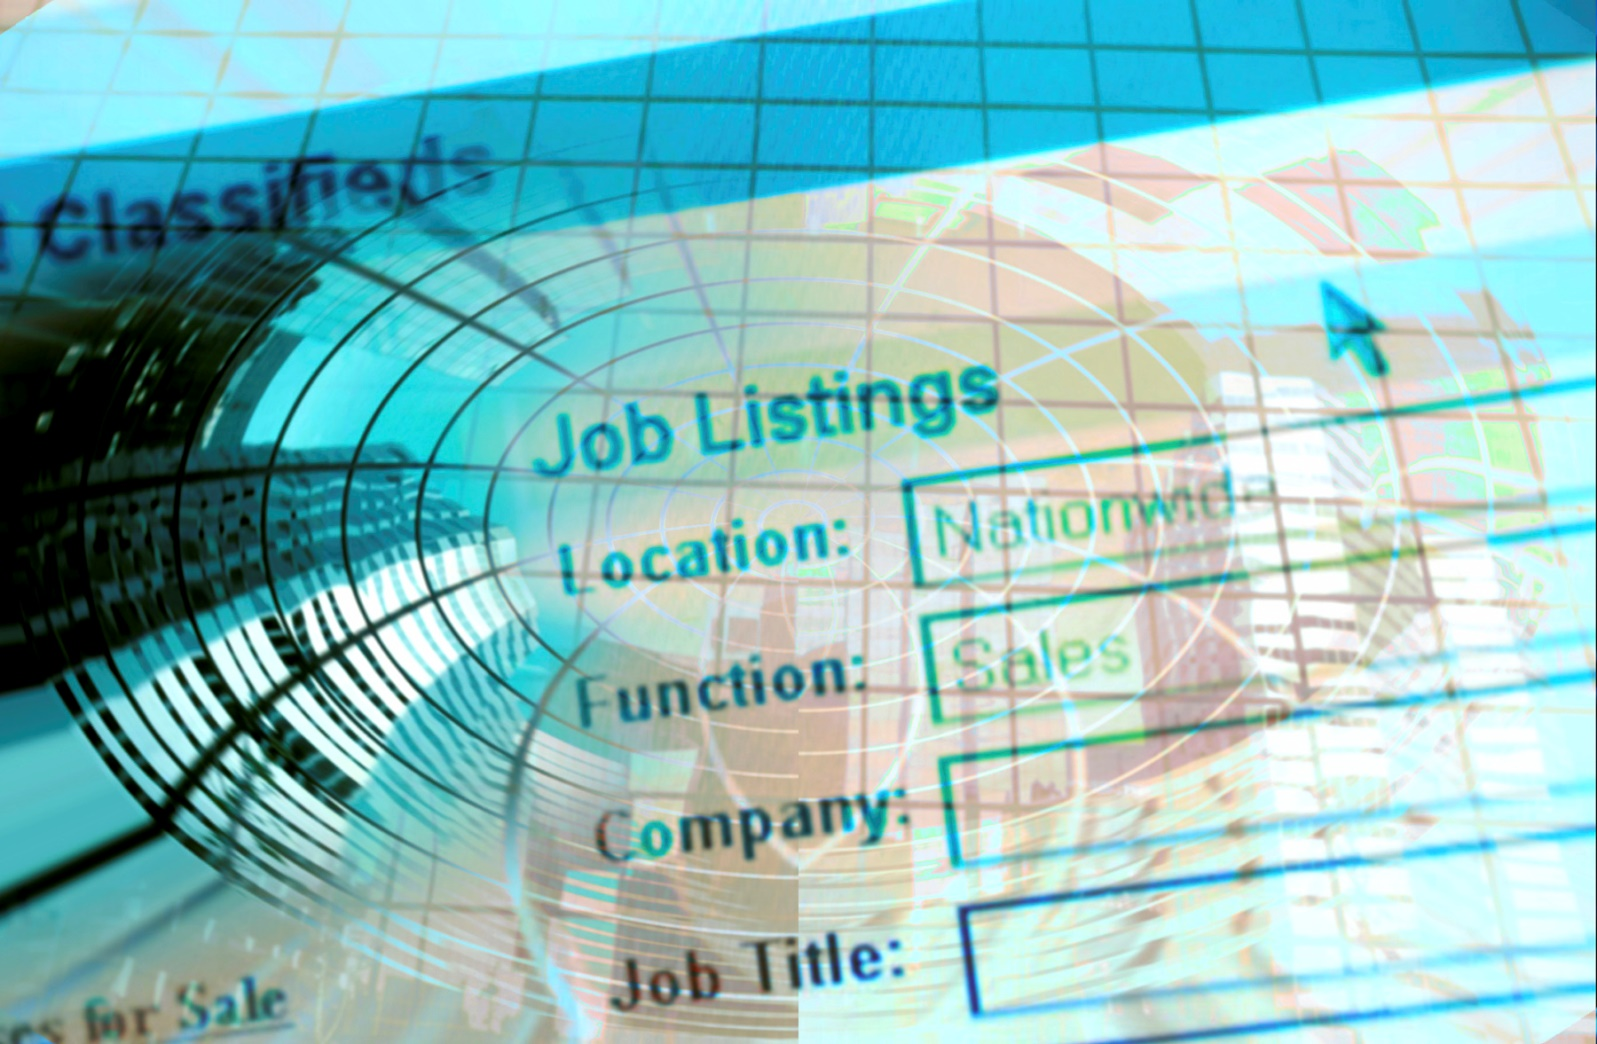 Classifieds
Job Listings
Location: Nationwide
Function: Sales
Company:
Job Title:
for Sale